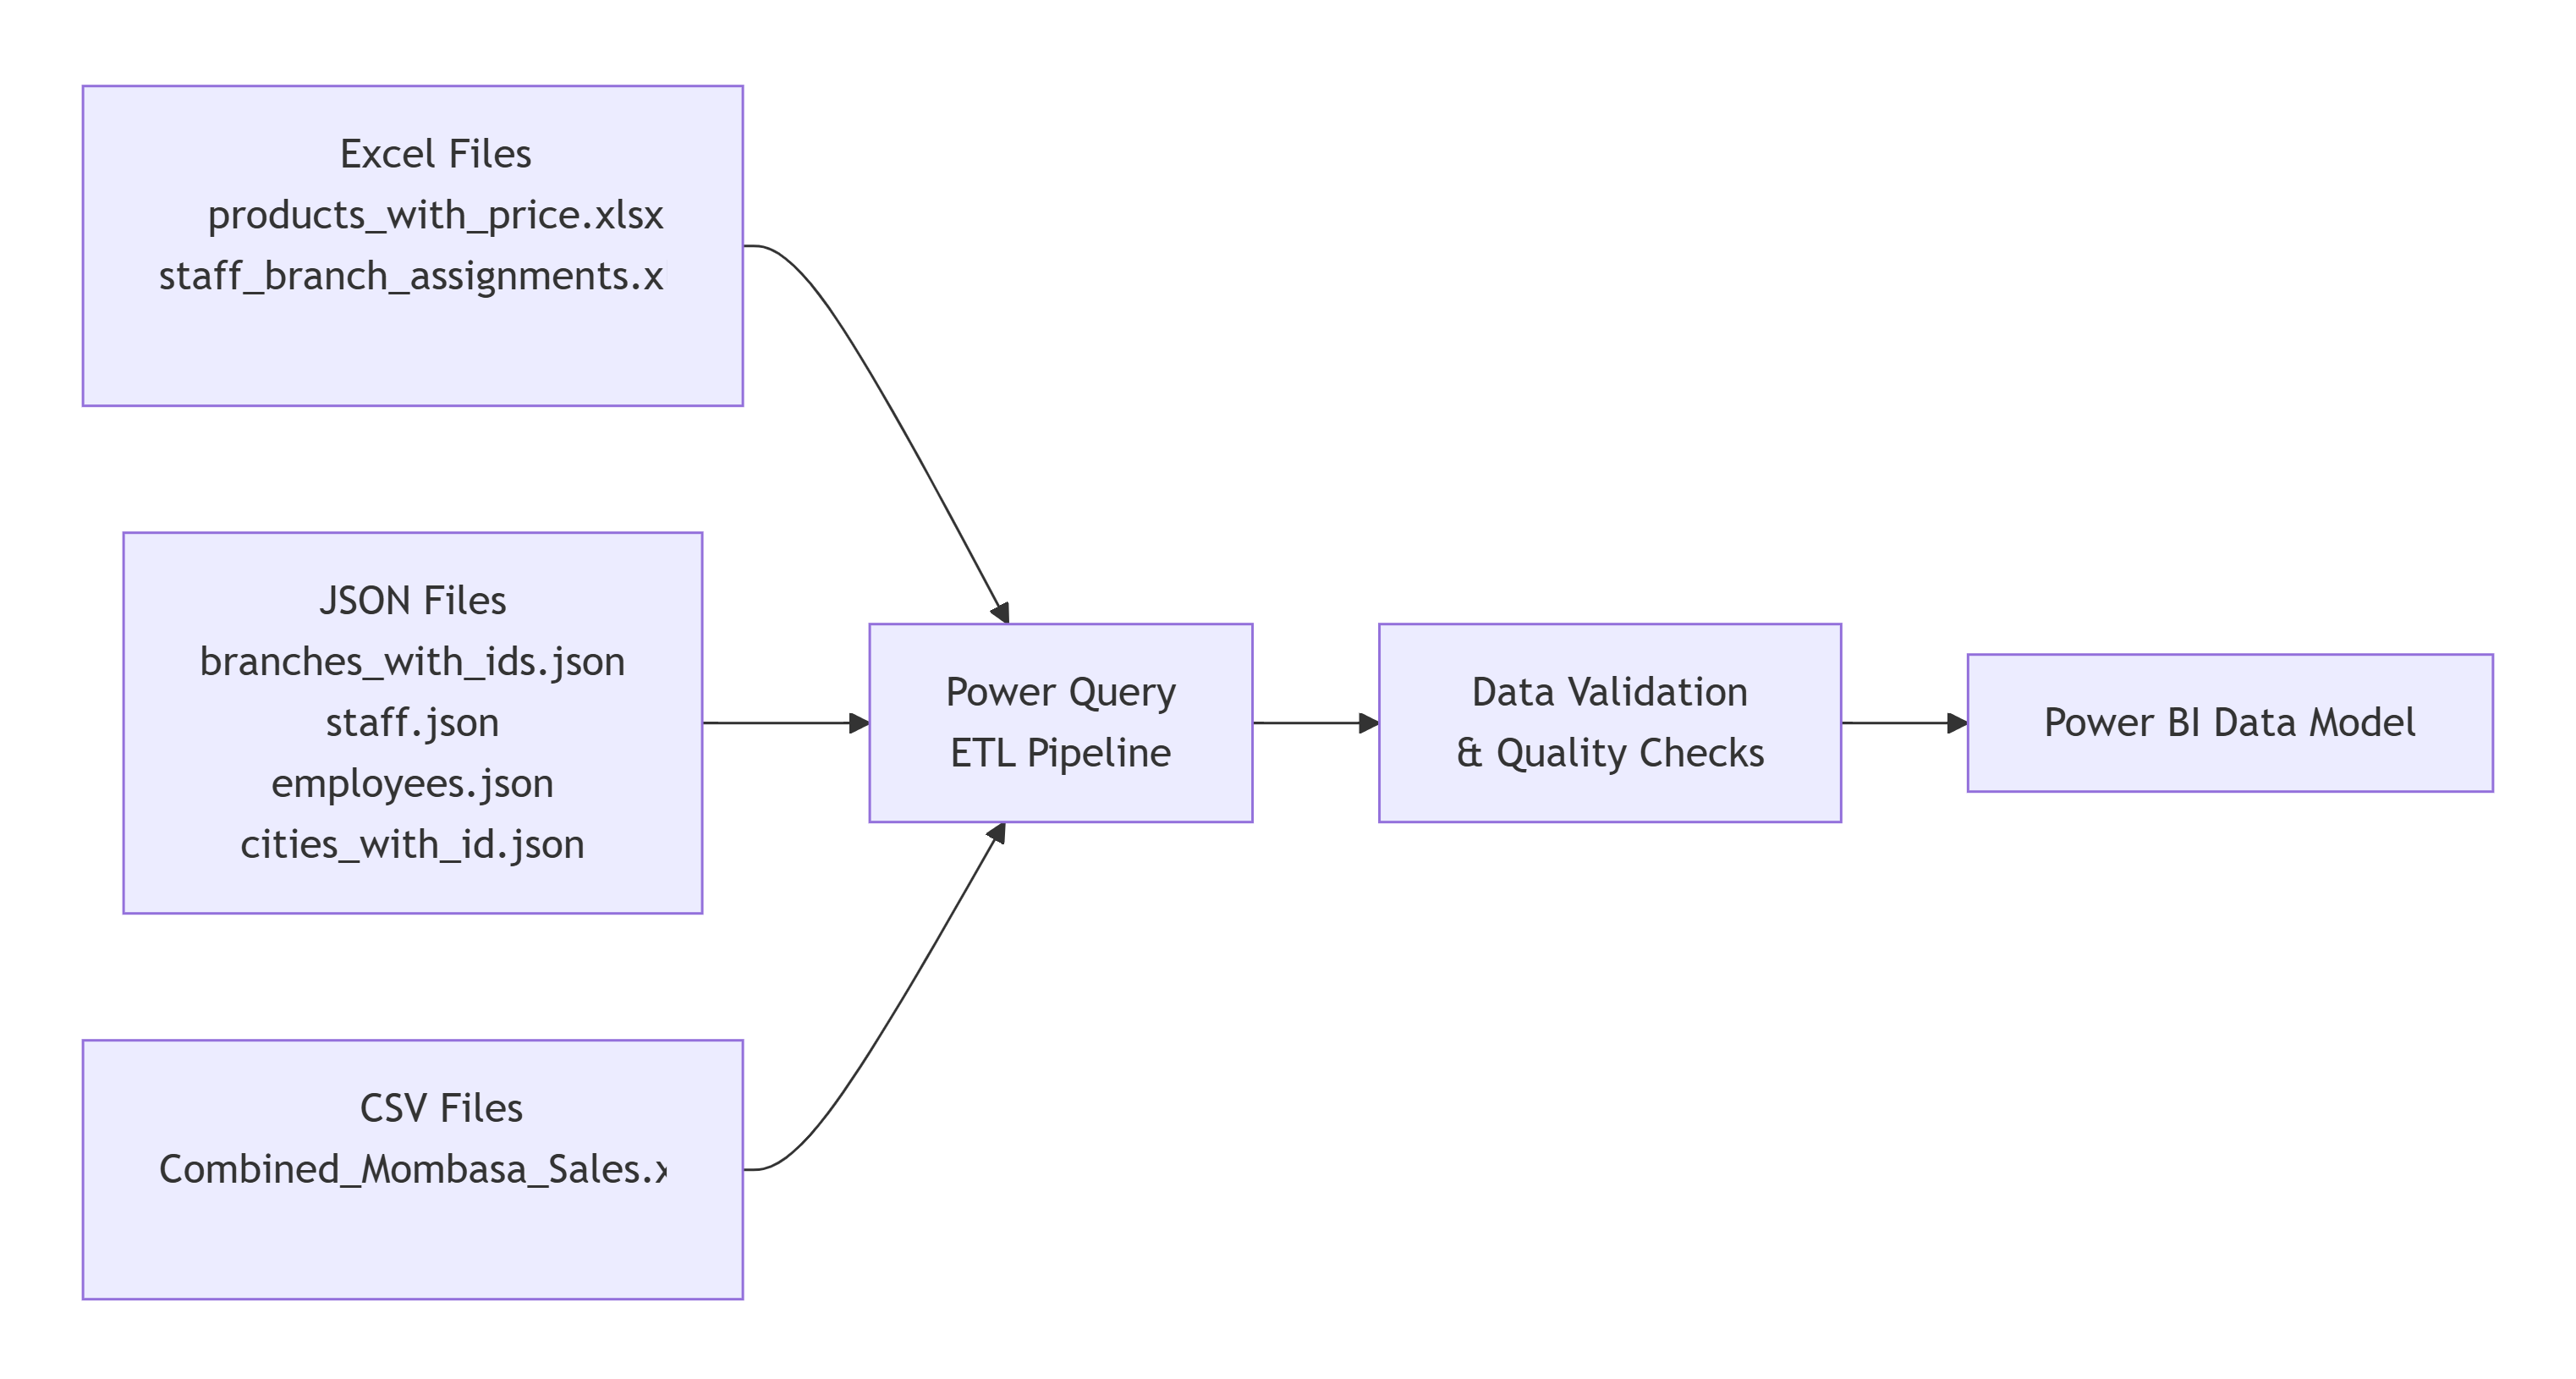 Excel Files
products_with_price.xlsx
staff_branch_assignments.x
JSON Files
branches_with_ids.json
staff.json
employees.json
cities_with_id.json
CSV Files
Combined_Mombasa_Sales.x
Power Query
ETL Pipeline
Data Validation
& Quality Checks
Power BI Data Model